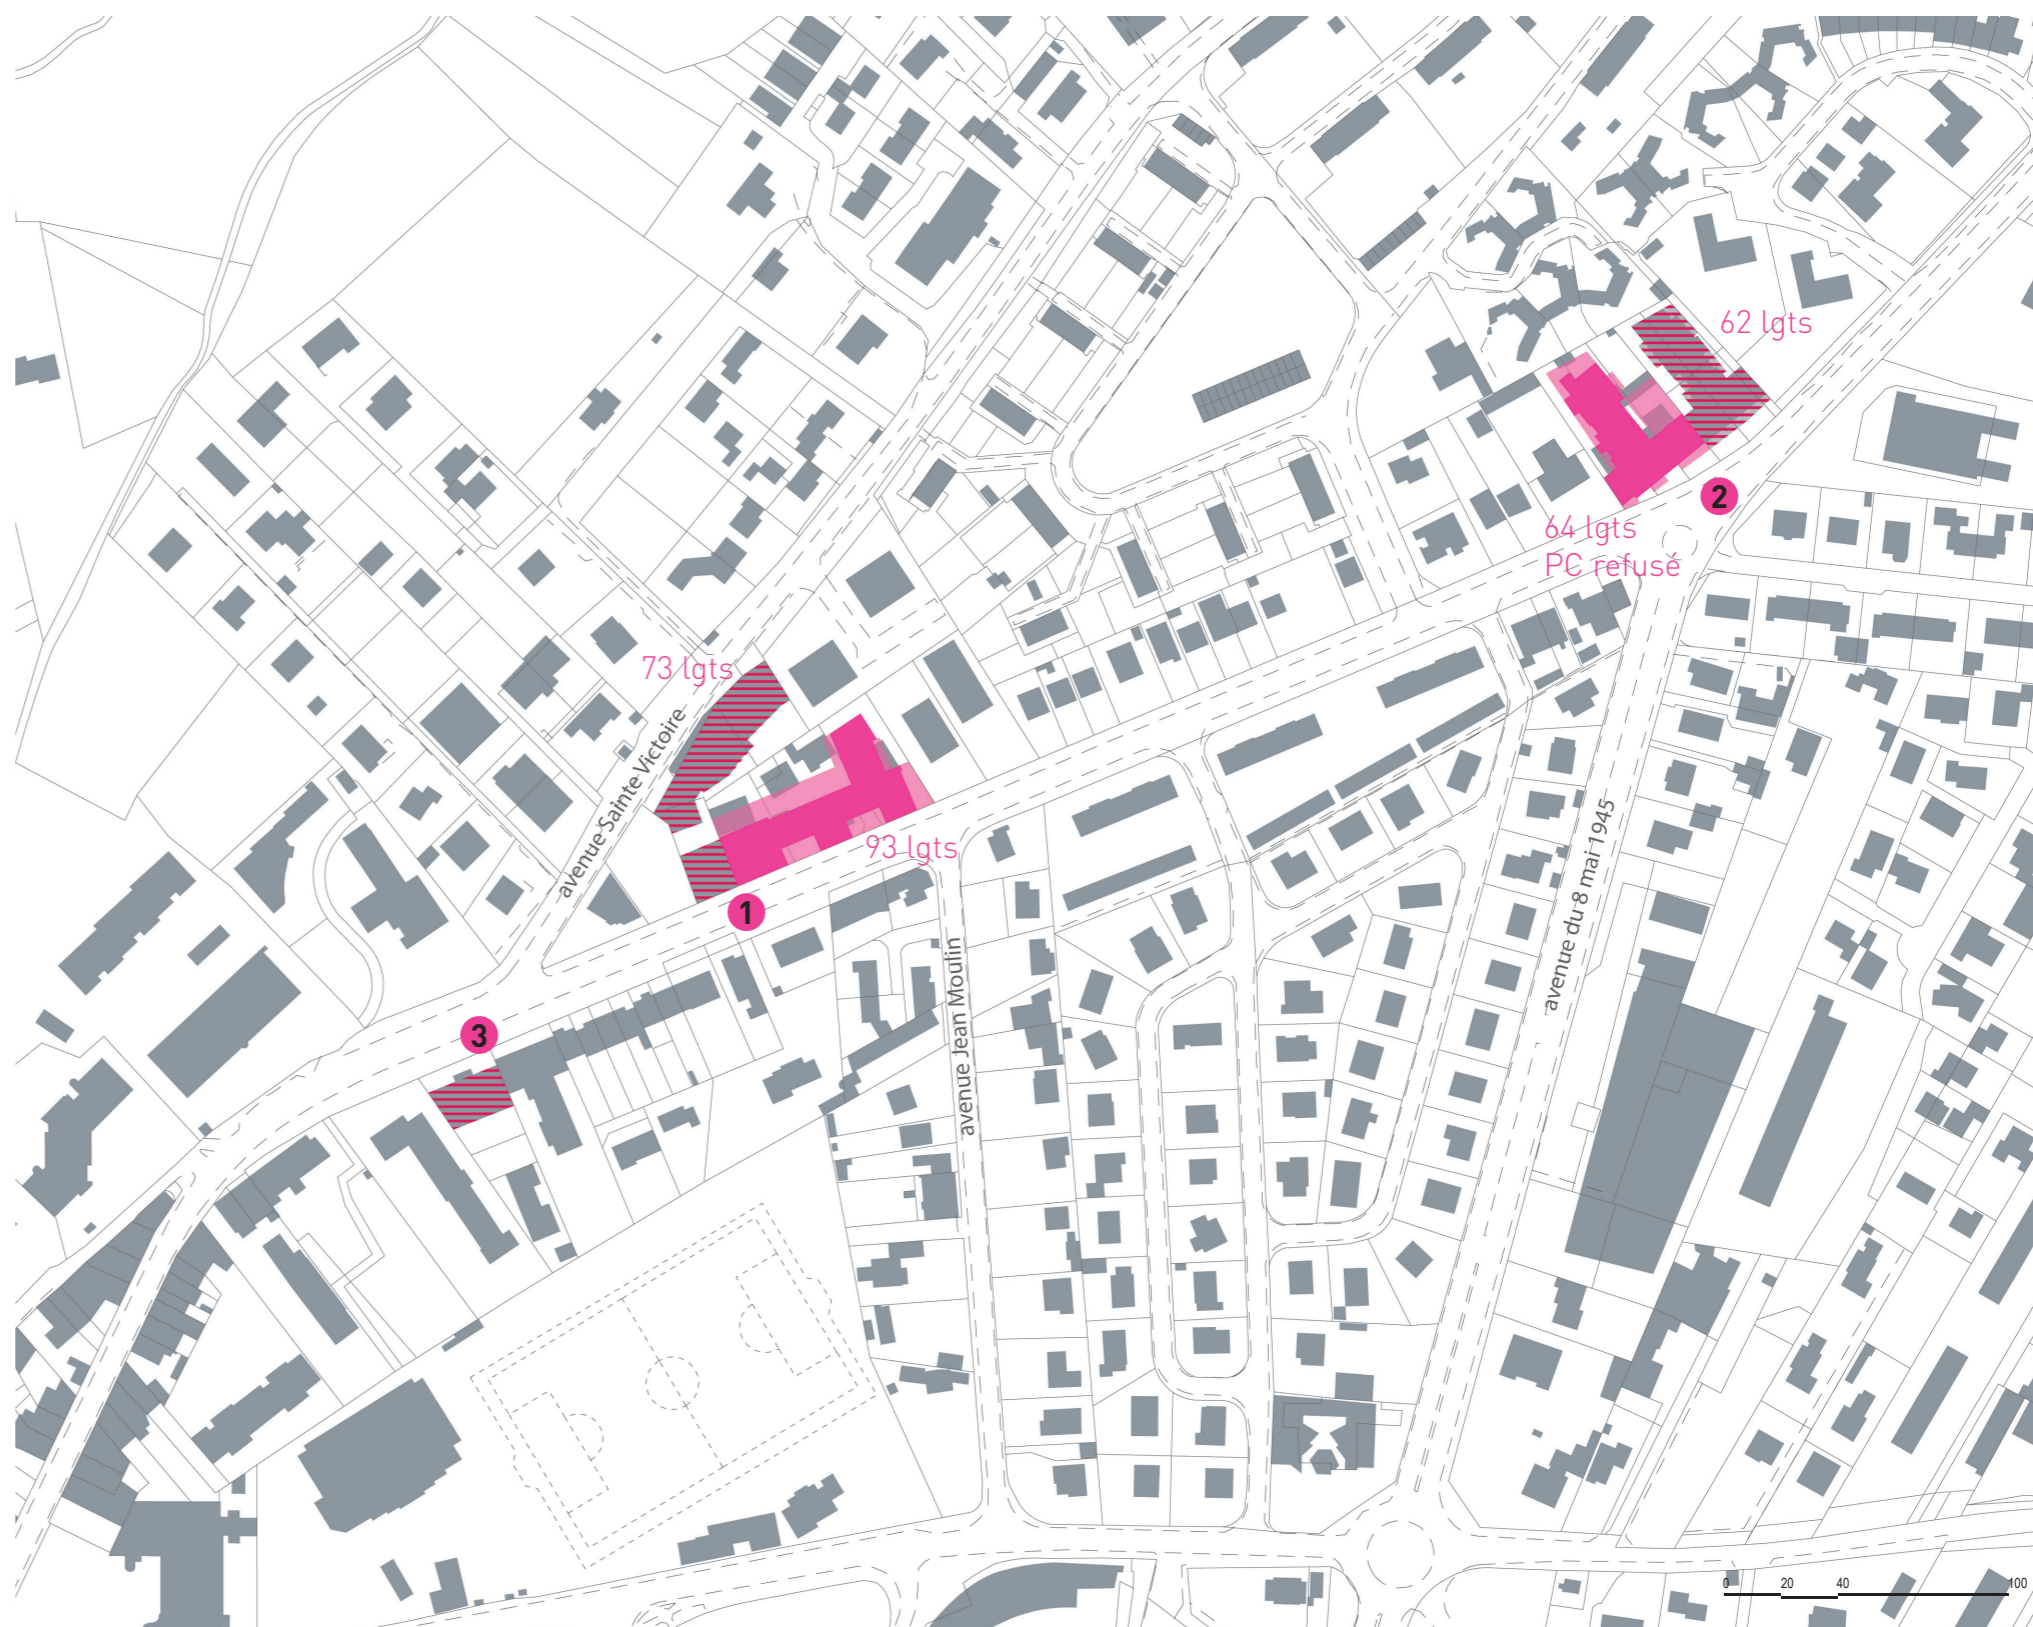 62 lgts
2
64 lgts
PC refusé
73 lgts
avenue Sainte Victoire
93 lgts
1
avenue du 8 mai 1945
avenue Jean Moulin
3
0 20 40 100